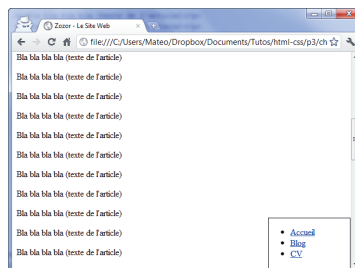 Zozor - Le Site Web
file:///C:/Users/Mateo/Dropbox/Documents/Tutos/html-css/p3/ch
Bla bla bla bla (texte de l'article)
Bla bla bla bla (texte de l'article)
Bla bla bla bla (texte de l'article)
Bla bla bla bla (texte de l'article)
Bla bla bla bla (texte de l'article)
Bla bla bla bla (texte de l'article)
Bla bla bla bla (texte de l'article)
Bla bla bla bla (texte de l'article)
Bla bla bla bla (texte de l'article)
Bla bla bla bla (texte de l'article)
Bla bla bla bla (texte de l'article)
Accueil
Blog
CV